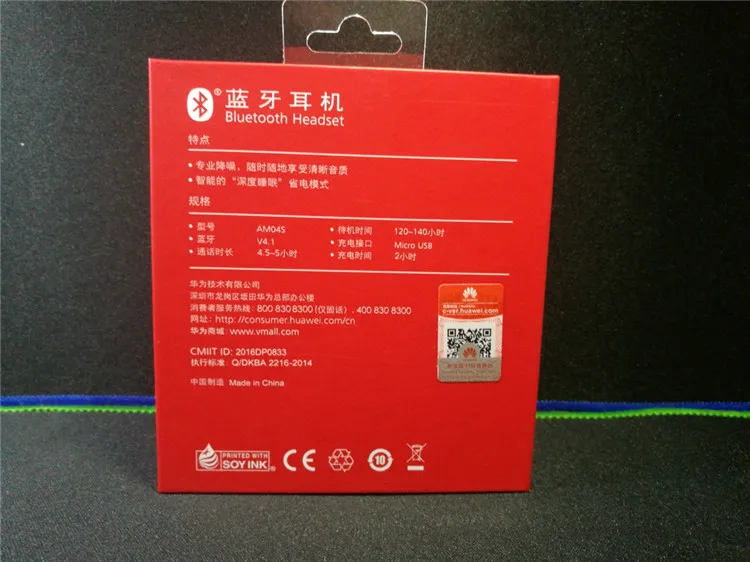 蓝牙耳机
Bluetooth Headset
特点
• 专业降噪，随时随地享受清晰音质
• 智能的“深度睡眠”省电模式
规格
• 型号 AM04S • 待机时间 120~140小时
• 蓝牙 V4.1 • 充电接口 Micro USB
• 通话时长 4.5~5小时 • 充电时间 2小时
华为技术有限公司
深圳市龙岗区坂田华为总部办公楼
消费者服务热线: 800 830 8300 (仅固话), 400 830 8300
网址: http://consumer.huawei.com/cn
华为商城: www.vmall.com
HUAWEI
c-ver.huawei.com
CMIIT ID: 2016DP0833
执行标准: Q/DKBA 2216-2014
中国制造 Made in China
PRINTED WITH
SOY INK
CE
10